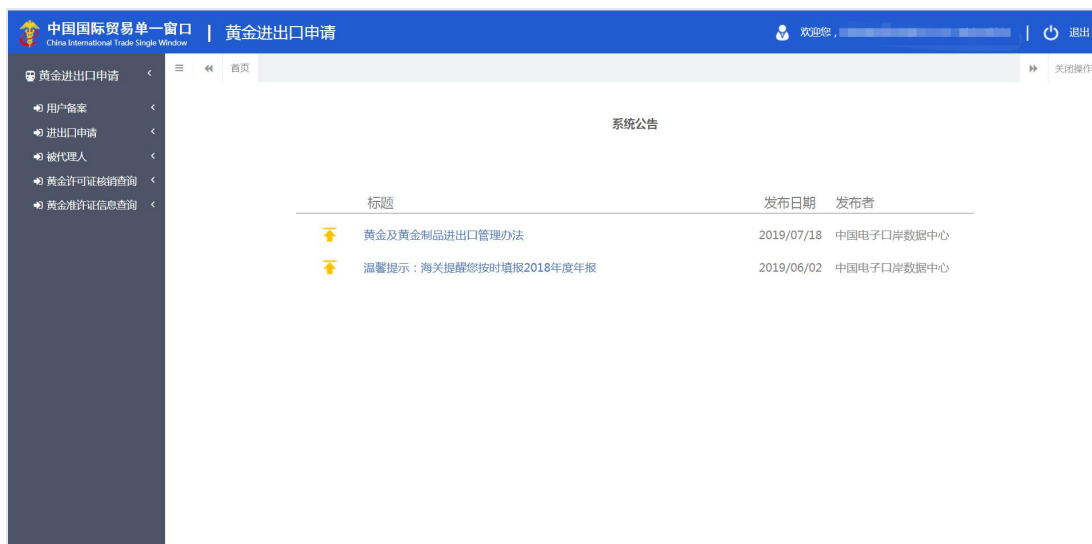 中国国际贸易单一窗口 | 黄金进出口申请
China International Trade Single Window
欢迎您，
退出
黄金进出口申请
首页
关闭操作
用户备案
进出口申请
被代理人
黄金许可证核销查询
黄金准许证信息查询
系统公告
标题 发布日期 发布者
黄金及黄金制品进出口管理办法 2019/07/18 中国电子口岸数据中心
温馨提示：海关提醒您按时填报2018年度年报 2019/06/02 中国电子口岸数据中心